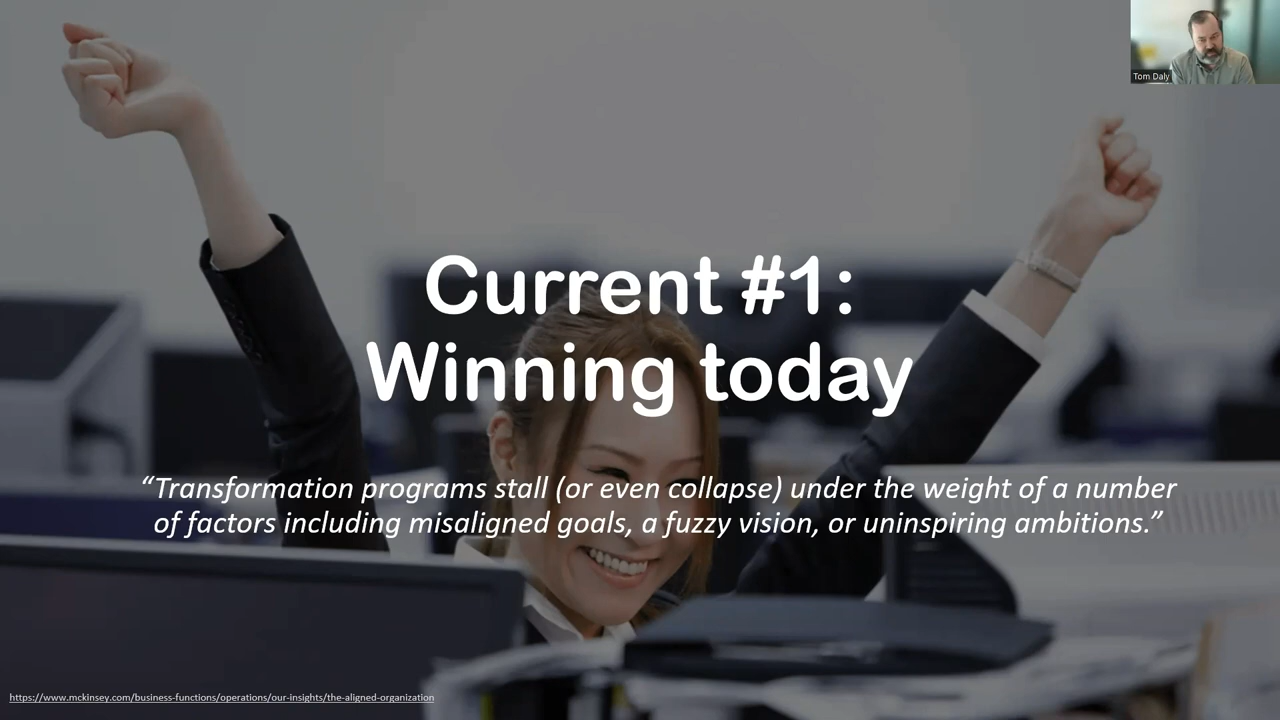 Tom Daly
Current #1:
Winning today
“Transformation programs stall (or even collapse) under the weight of a number
of factors including misaligned goals, a fuzzy vision, or uninspiring ambitions.”
https://www.mckinsey.com/business-functions/operations/our-insights/the-aligned-organization